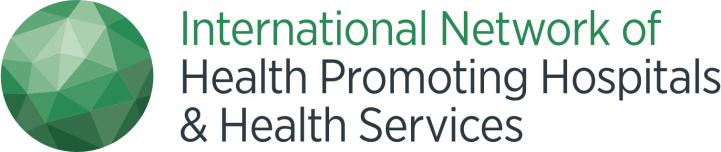 International Network of
Health Promoting Hospitals
& Health Services